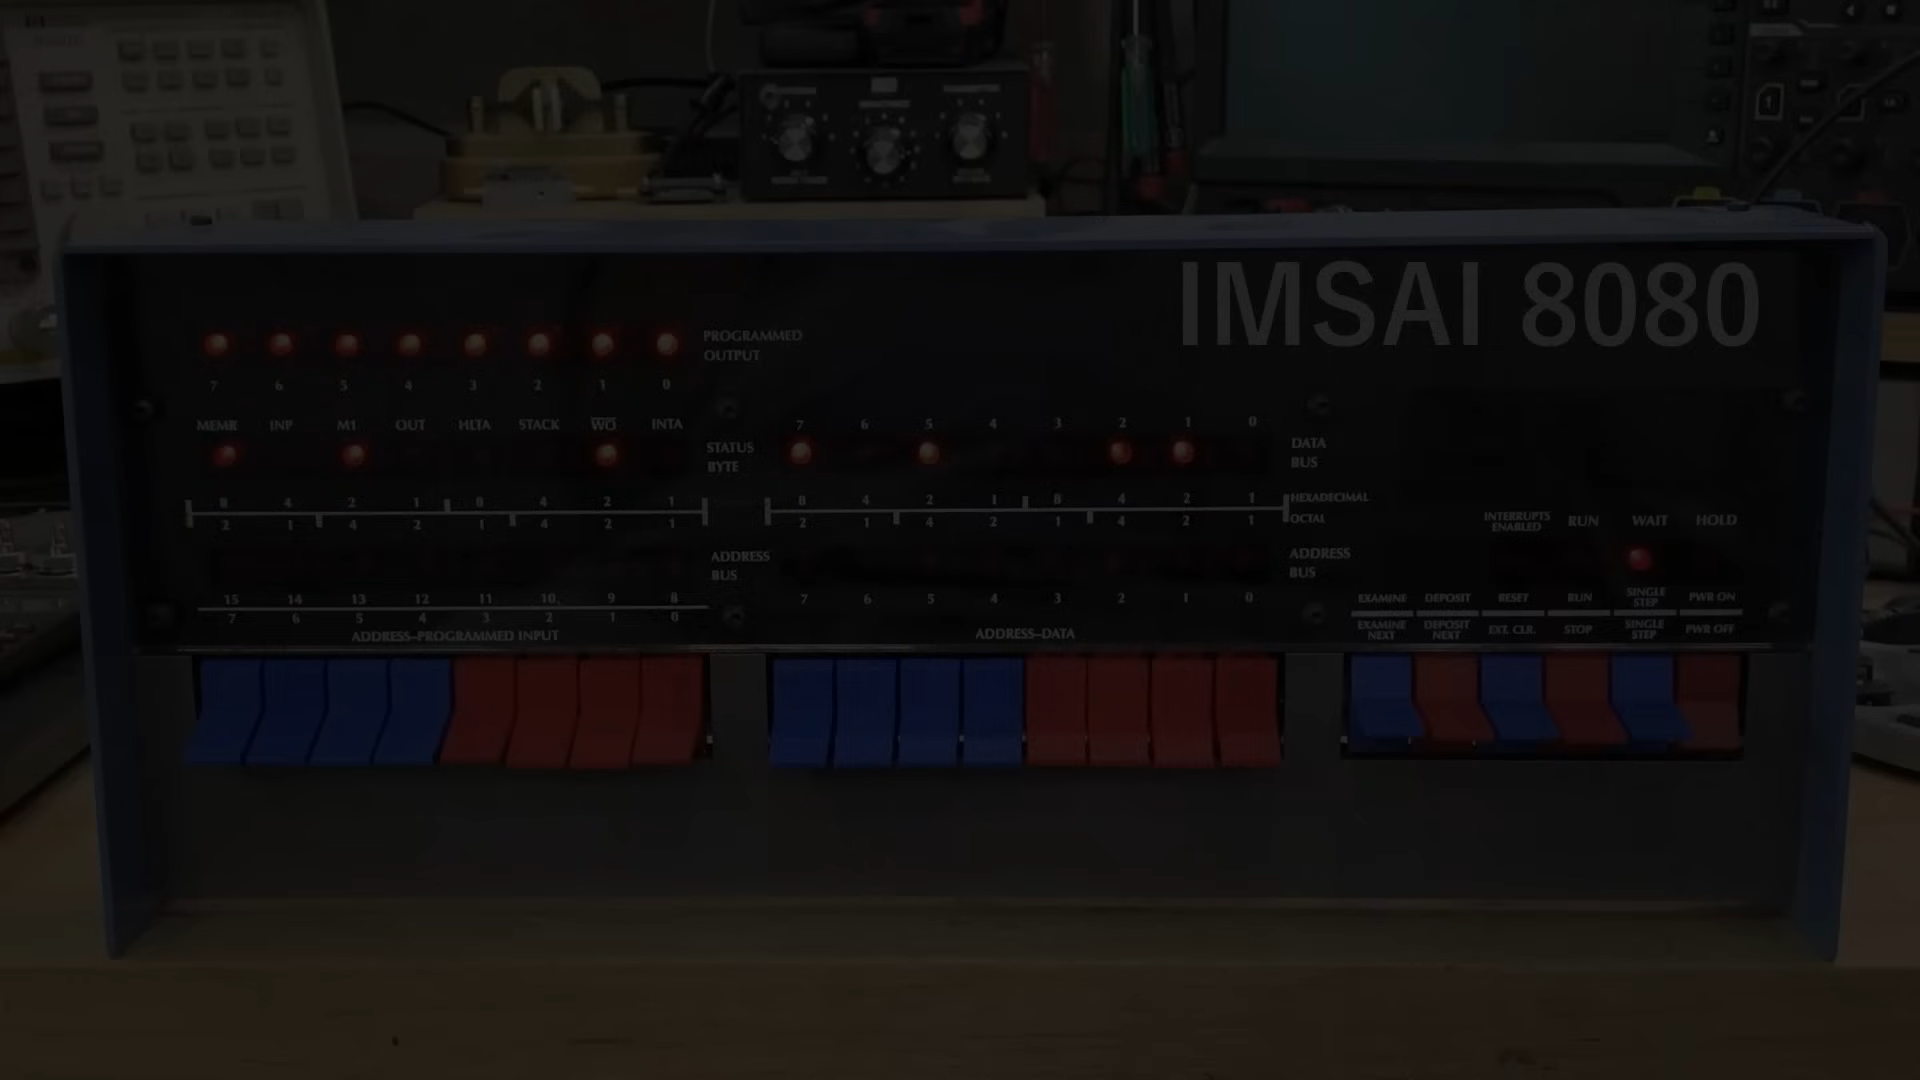 IMSAI 8080
PROGRAMMED
OUTPUT
7 6 5 4 3 2 1 0
MEMR INP M1 OUT HLTA STACK WO INTA
7 6 5 4 3 2 1 0
STATUS
BYTE
DATA
BUS
8 4 2 1 8 4 2 1
2 1 4 2 1 4 2 1
8 4 2 1 8 4 2 1
2 1 4 2 1 4 2 1
HEXADECIMAL
OCTAL
INTERRUPTS
ENABLED
RUN WAIT HOLD
ADDRESS
BUS
ADDRESS
BUS
15 14 13 12 11 10 9 8
7 6 5 4 3 2 1 0
7 6 5 4 3 2 1 0
ADDRESS–PROGRAMMED INPUT
ADDRESS–DATA
EXAMINE DEPOSIT RESET RUN SINGLE STEP PWR ON
EXAMINE NEXT DEPOSIT NEXT EXT. CLR. STOP SINGLE STEP PWR OFF